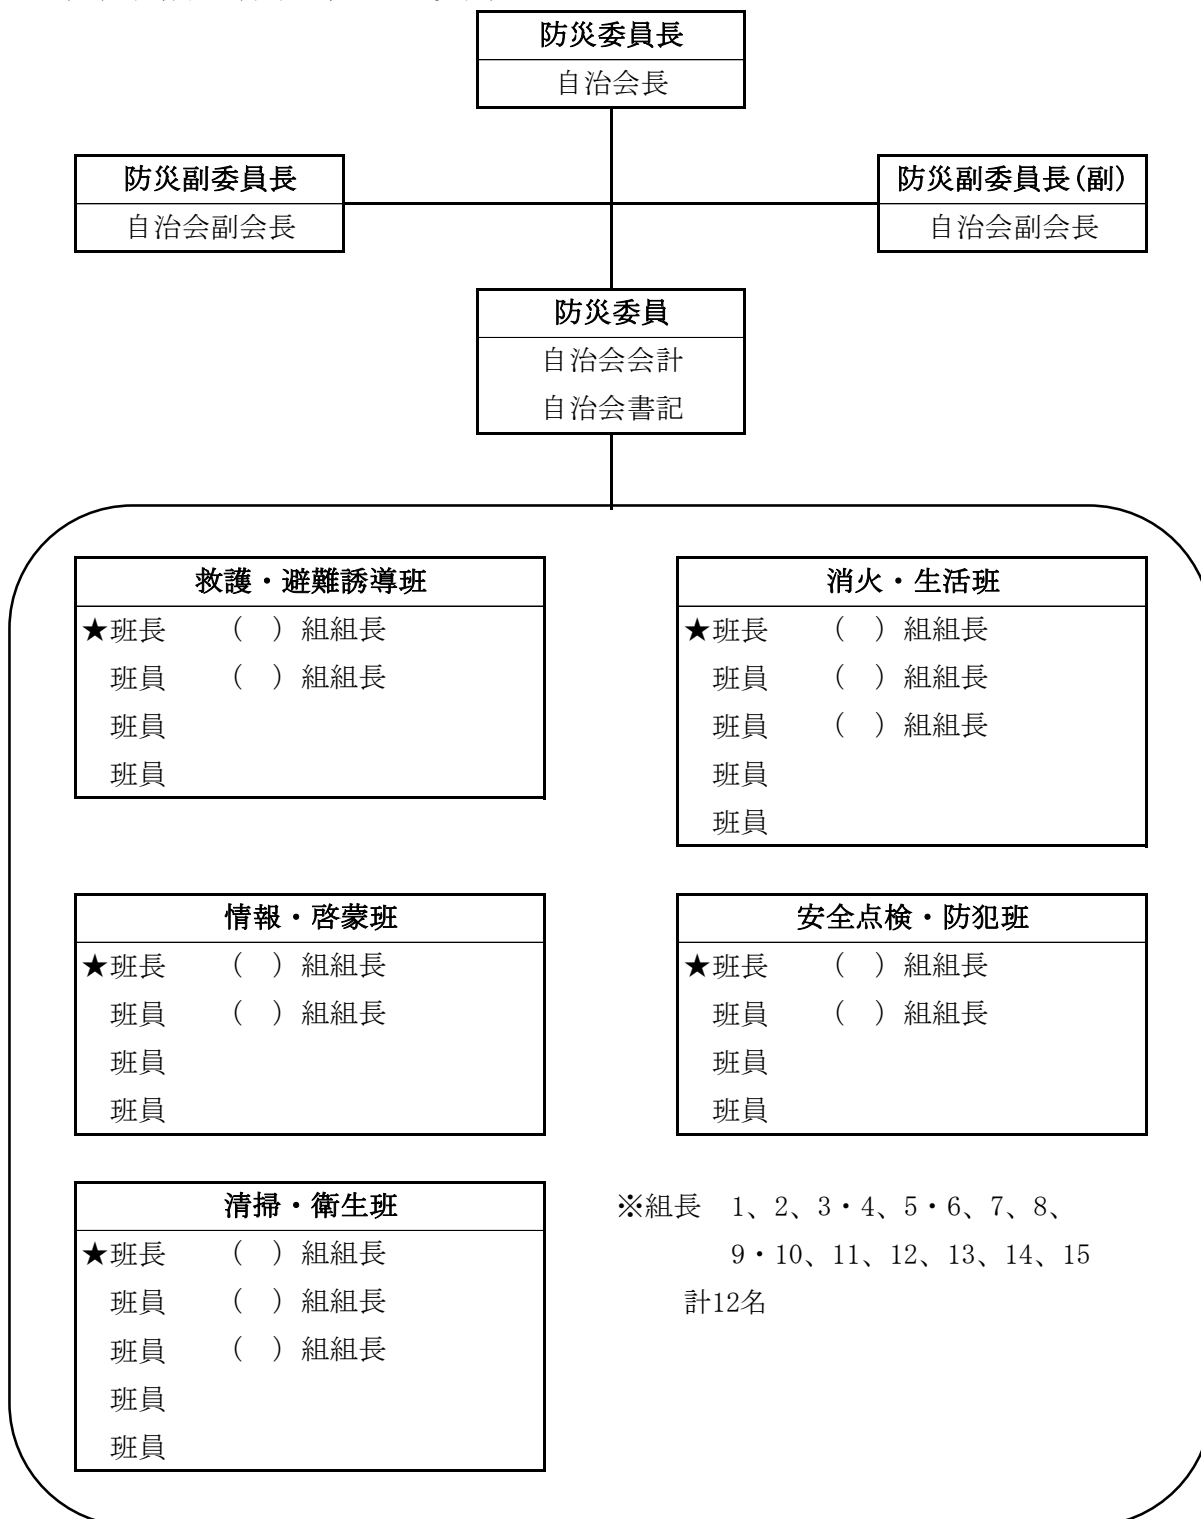 防災委員長
自治会長
防災副委員長
自治会副会長
防災副委員長(副)
自治会副会長
防災委員
自治会会計
自治会書記
救護・避難誘導班
★班長 ( ) 組組長
班員 ( ) 組組長
班員
班員
消火・生活班
★班長 ( ) 組組長
班員 ( ) 組組長
班員 ( ) 組組長
班員
班員
情報・啓蒙班
★班長 ( ) 組組長
班員 ( ) 組組長
班員
班員
安全点検・防犯班
★班長 ( ) 組組長
班員 ( ) 組組長
班員
班員
清掃・衛生班
★班長 ( ) 組組長
班員 ( ) 組組長
班員 ( ) 組組長
班員
班員
※組長 1、2、3・4、5・6、7、8、
9・10、11、12、13、14、15
計12名